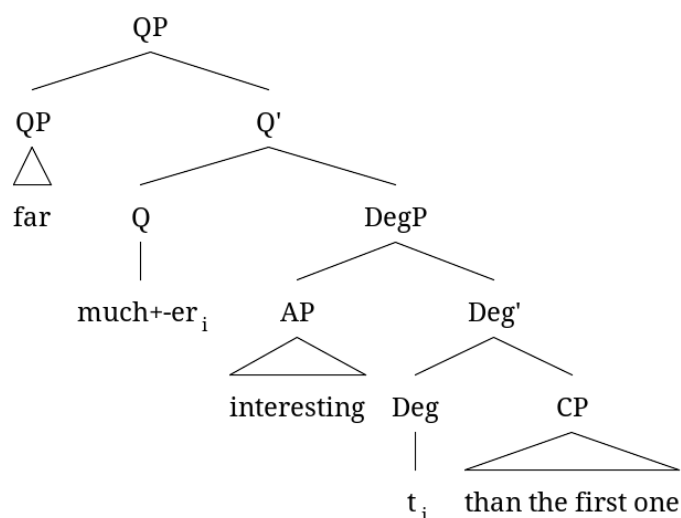 QP
QP Q'
far Q DegP
much+-er i AP Deg'
interesting Deg CP
t i than the first one